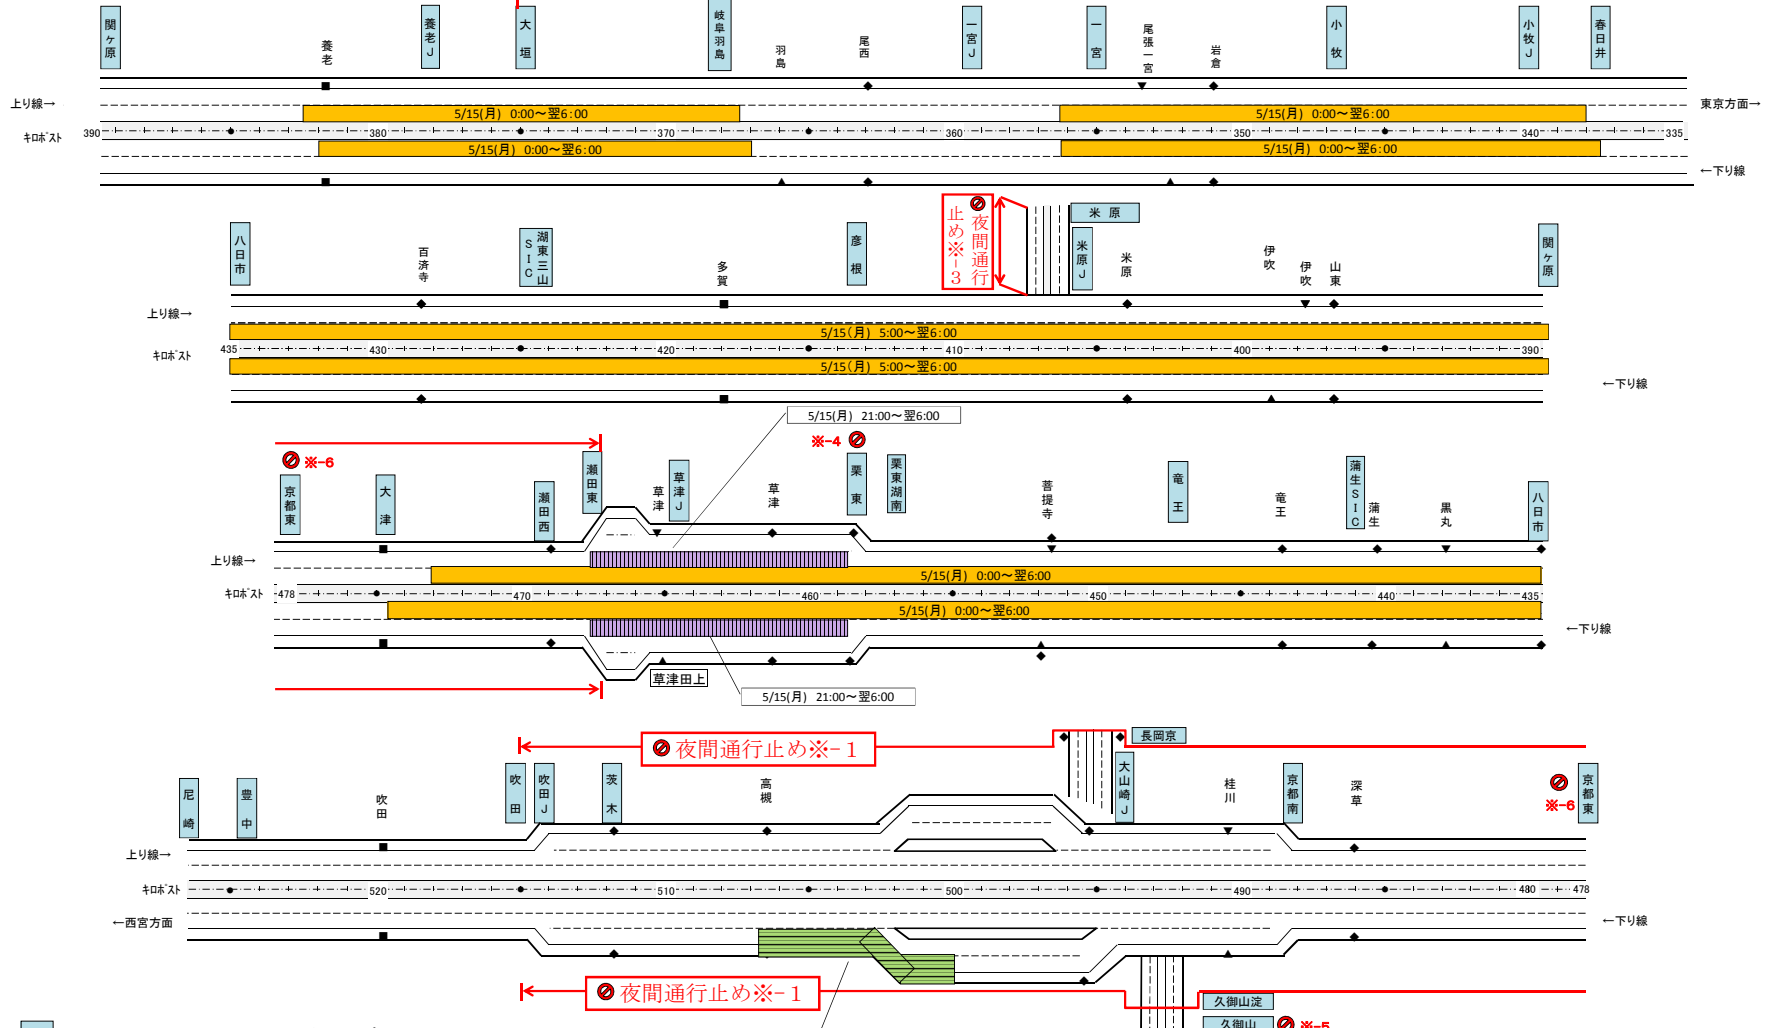 関ヶ原
養老
養老J
大垣
岐阜羽島
羽島
尾西
一宮J
一宮
尾張一宮
岩倉
小牧
小牧J
春日井
上り線→
東京方面→
5/15(月) 0:00～翌6:00
5/15(月) 0:00～翌6:00
キロポスト
390 380 370 360 350 340 335
5/15(月) 0:00～翌6:00
5/15(月) 0:00～翌6:00
←下り線
八日市
百済寺
湖東三山SIC
多賀
彦根
夜間通行止め※-3
米原
米原J
米原
伊吹
伊吹
山東
関ヶ原
上り線→
5/15(月) 5:00～翌6:00
キロポスト
435 430 420 410 400 390
5/15(月) 5:00～翌6:00
←下り線
5/15(月) 21:00～翌6:00
※-6
※-4
京都東
大津
瀬田西
瀬田東
草津
草津J
草津
栗東
栗東湖南
菩提寺
竜王
竜王
蒲生SIC
蒲生
黒丸
八日市
上り線→
5/15(月) 0:00～翌6:00
キロポスト
478 470 460 450 440 435
5/15(月) 0:00～翌6:00
←下り線
草津田上
5/15(月) 21:00～翌6:00
夜間通行止め※-1
長岡京
尼崎
豊中
吹田
吹田
吹田J
茨木
高槻
大山崎J
桂川
京都南
深草
※-6
京都東
上り線→
キロポスト
520 510 500 490 480 478
←西宮方面
←下り線
夜間通行止め※-1
久御山淀
久御山
※-5